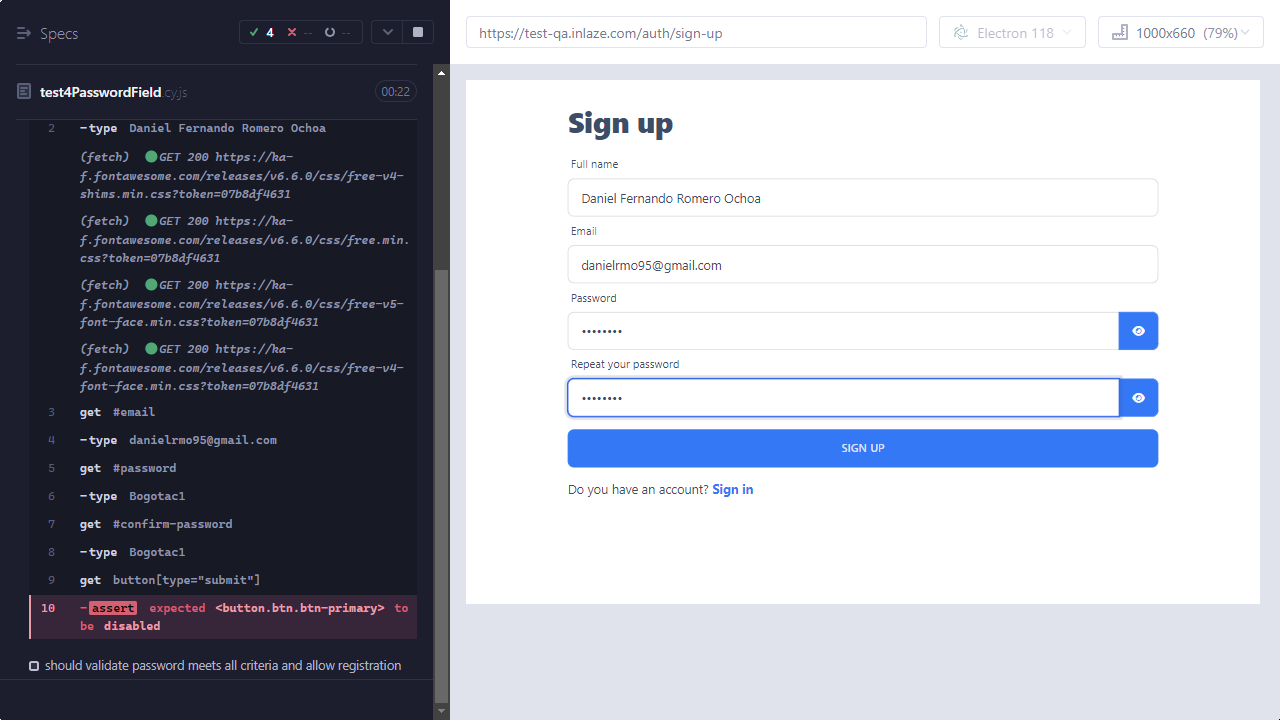 Specs
4
--
--
test4PasswordField.cy.js
00:22
2 -type Daniel Fernando Romero Ochoa
(fetch) GET 200 https://ka-
f.fontawesome.com/releases/v6.6.0/css/free-v4-
shims.min.css?token=07b8df4631
(fetch) GET 200 https://ka-
f.fontawesome.com/releases/v6.6.0/css/free.min.
css?token=07b8df4631
(fetch) GET 200 https://ka-
f.fontawesome.com/releases/v6.6.0/css/free-v5-
font-face.min.css?token=07b8df4631
(fetch) GET 200 https://ka-
f.fontawesome.com/releases/v6.6.0/css/free-v4-
font-face.min.css?token=07b8df4631
3 get #email
4 -type danielrmo95@gmail.com
5 get #password
6 -type Bogotac1
7 get #confirm-password
8 -type Bogotac1
9 get button[type="submit"]
10 -assert expected <button.btn.btn-primary> to
be disabled
should validate password meets all criteria and allow registration
https://test-qa.inlaze.com/auth/sign-up
Electron 118
1000x660 (79%)
Sign up
Full name
Daniel Fernando Romero Ochoa
Email
danielrmo95@gmail.com
Password
••••••••
Repeat your password
••••••••
SIGN UP
Do you have an account? Sign in